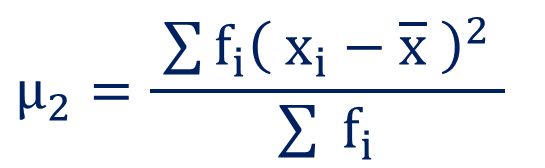 μ₂ = ∑ fᵢ( xᵢ − x̅ )² / ∑ fᵢ